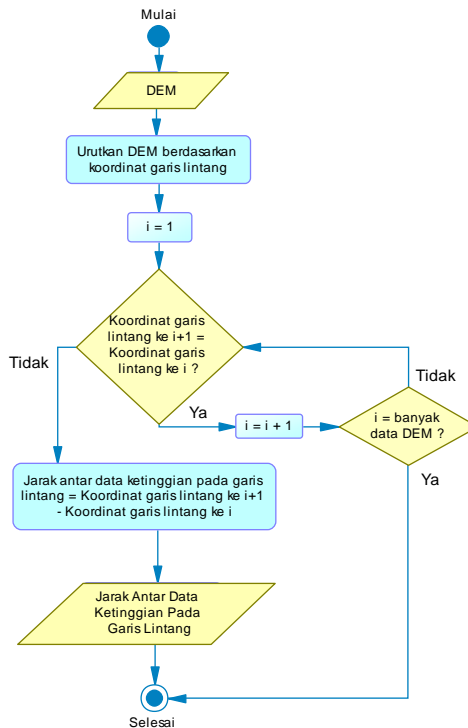 Mulai
DEM
Urutkan DEM berdasarkan
koordinat garis lintang
i = 1
Koordinat garis
lintang ke i+1 =
Koordinat garis
lintang ke i ?
Tidak
Ya
i = i + 1
i = banyak
data DEM ?
Tidak
Ya
Jarak antar data ketinggian pada garis
lintang = Koordinat garis lintang ke i+1
- Koordinat garis lintang ke i
Jarak Antar Data
Ketinggian Pada
Garis Lintang
Selesai